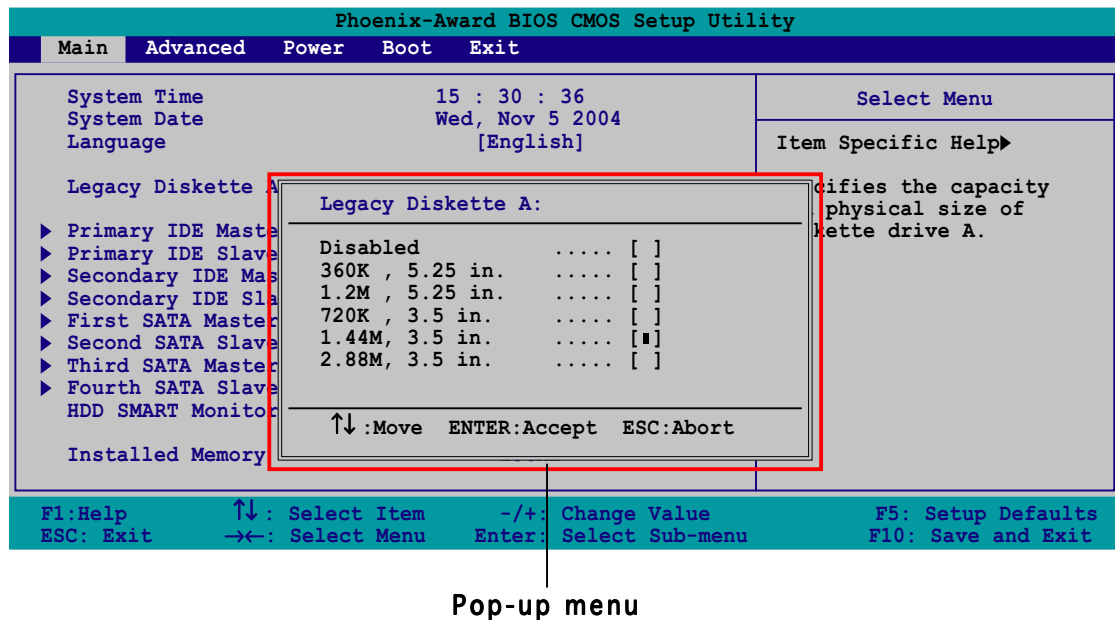 Phoenix-Award BIOS CMOS Setup Utility
Main Advanced Power Boot Exit
System Time 15 : 30 : 36
System Date Wed, Nov 5 2004
Language [English]
Legacy Diskette A
Primary IDE Maste
Primary IDE Slave
Secondary IDE Mas
Secondary IDE Sla
First SATA Master
Second SATA Slave
Third SATA Master
Fourth SATA Slave
HDD SMART Monitor
Installed Memory
Legacy Diskette A:
Disabled ..... [ ]
360K , 5.25 in. ..... [ ]
1.2M , 5.25 in. ..... [ ]
720K , 3.5 in. ..... [ ]
1.44M, 3.5 in. ..... [▮]
2.88M, 3.5 in. ..... [ ]
↑↓ :Move ENTER:Accept ESC:Abort
Select Menu
Item Specific Help▶
cifies the capacity
physical size of
kette drive A.
F1:Help ↑↓ : Select Item -/+: Change Value F5: Setup Defaults
ESC: Exit →←: Select Menu Enter: Select Sub-menu F10: Save and Exit
Pop-up menu